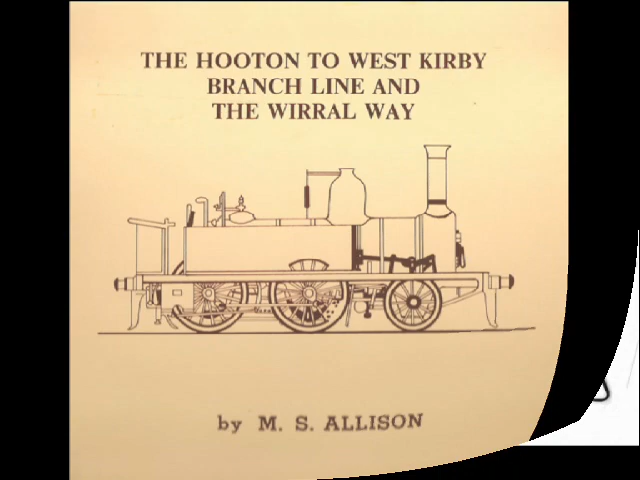 THE HOOTON TO WEST KIRBY
BRANCH LINE AND
THE WIRRAL WAY
by M. S. ALLISON